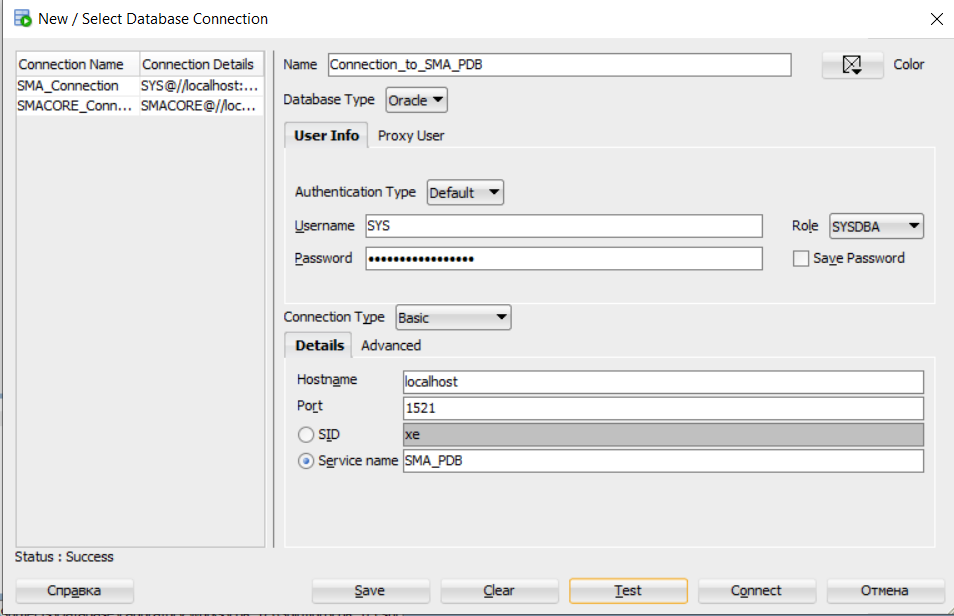 New / Select Database Connection
Connection Name Connection Details
SMA_Connection SYS@//localhost:...
SMACORE_Conn... SMACORE@//loc...
Name Connection_to_SMA_PDB Color
Database Type Oracle
User Info Proxy User
Authentication Type Default
Username SYS Role SYSDBA
Password ••••••••••••••••• Save Password
Connection Type Basic
Details Advanced
Hostname localhost
Port 1521
SID xe
Service name SMA_PDB
Status : Success
Справка Save Clear Test Connect Отмена